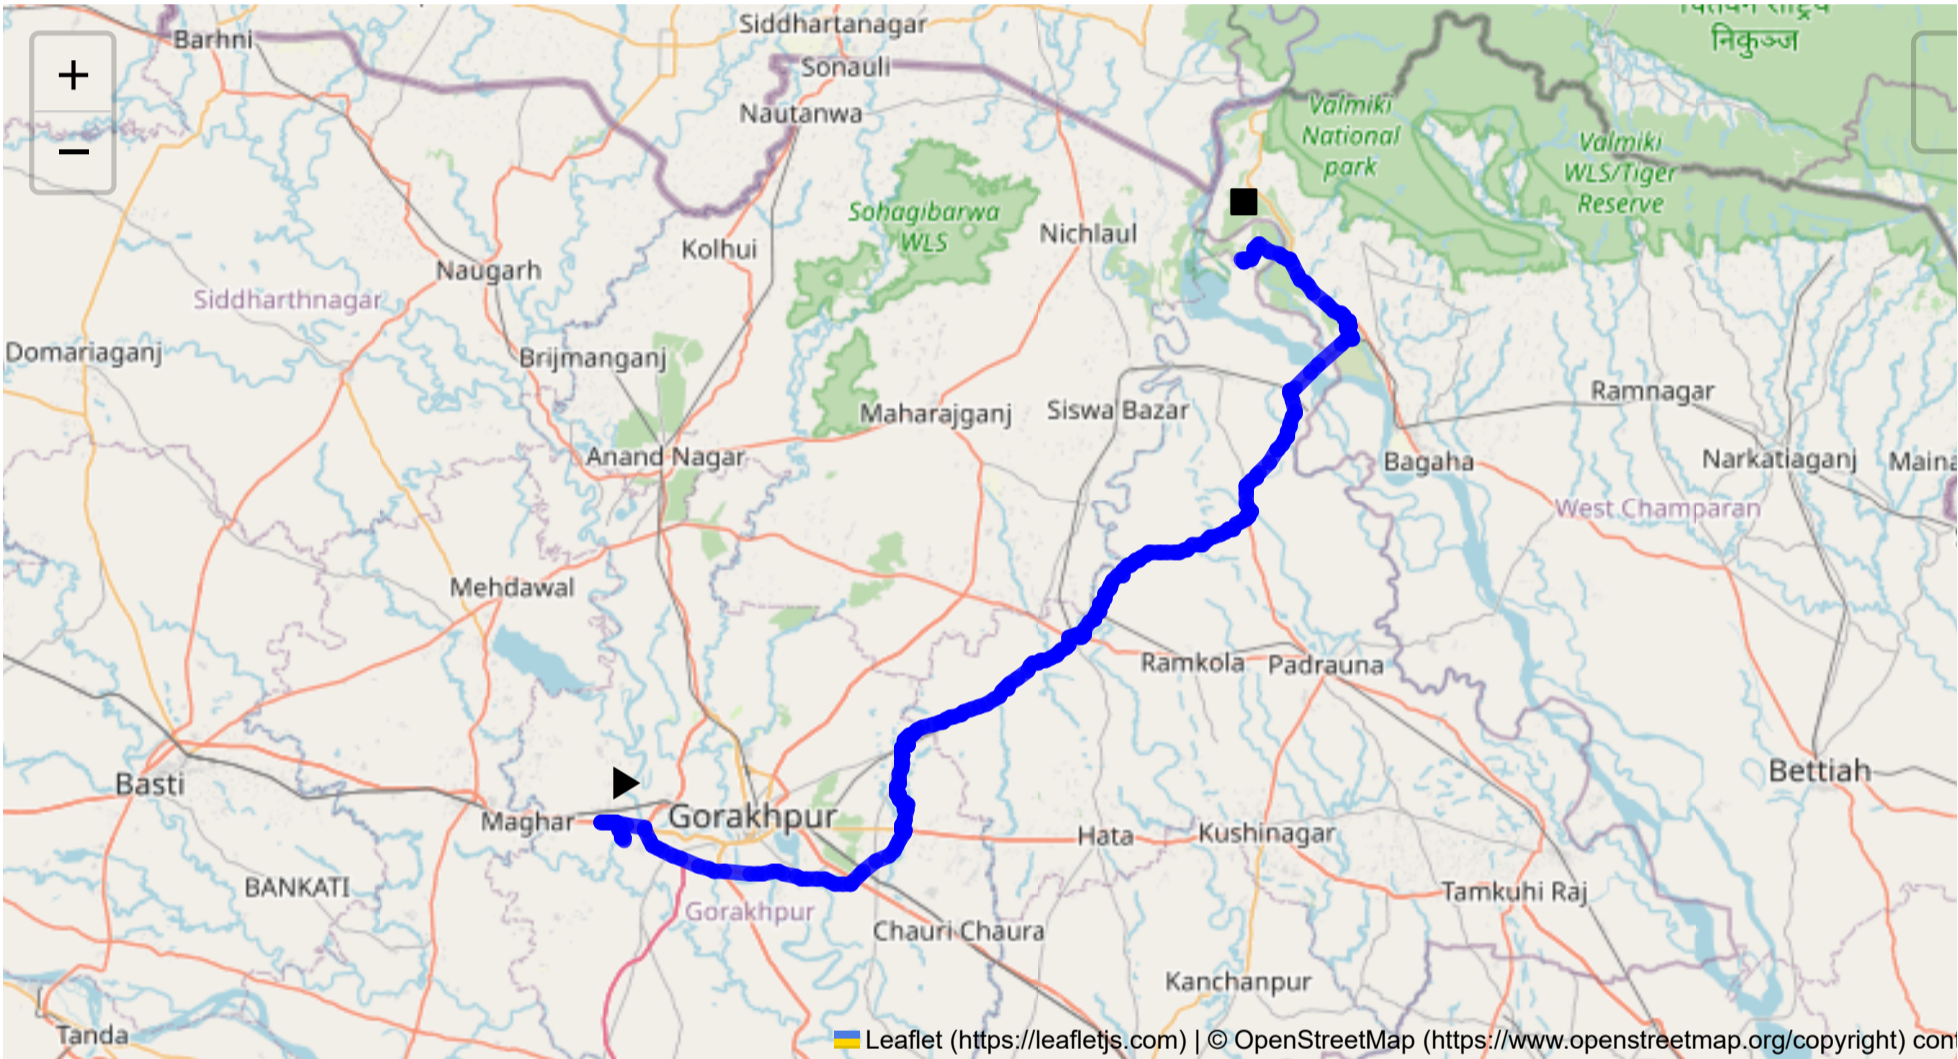 चितवन राष्ट्रिय
निकुञ्ज
Siddhartanagar
Barhni
Sonauli
+
Nautanwa
Valmiki
National
park
Valmiki
WLS/Tiger
Reserve
−
Sohagibarwa
WLS
Nichlaul
Kolhui
Naugarh
Siddharthnagar
Domariaganj
Brijmanganj
Ramnagar
Maharajganj
Siswa Bazar
Anand Nagar
Bagaha
Narkatiaganj
Maina
West Champaran
Mehdawal
Ramkola
Padrauna
Basti
Bettiah
Gorakhpur
Maghar
Hata
Kushinagar
BANKATI
Tamkuhi Raj
Gorakhpur
Chauri Chaura
Kanchanpur
Tanda
Leaflet (https://leafletjs.com) | © OpenStreetMap (https://www.openstreetmap.org/copyright) con